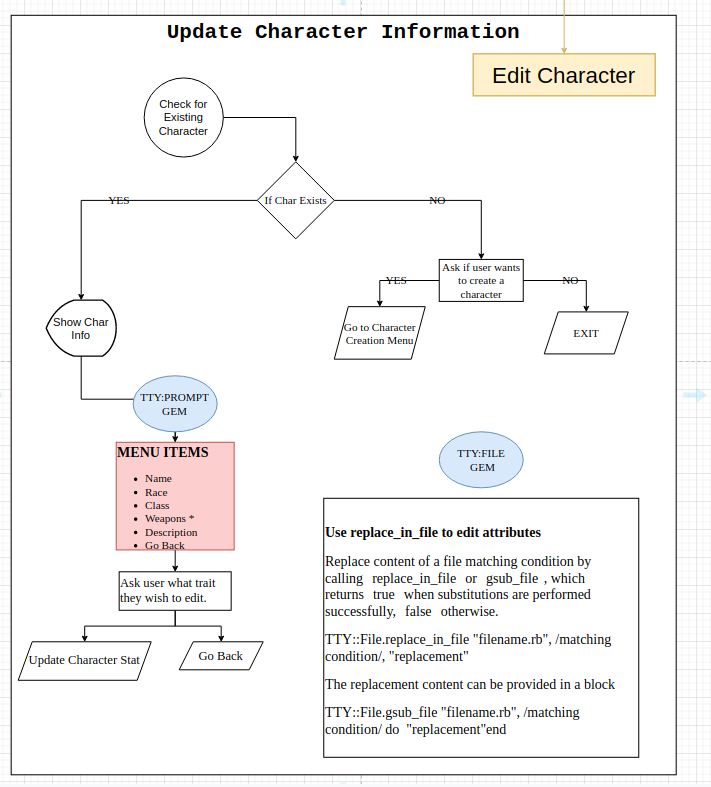 Update Character Information
Edit Character
Check for
Existing
Character
If Char Exists
YES
NO
Ask if user wants
to create a
character
YES
NO
Go to Character
Creation Menu
EXIT
Show Char
Info
TTY:PROMPT
GEM
MENU ITEMS
• Name
• Race
• Class
• Weapons *
• Description
• Go Back
Ask user what trait
they wish to edit.
Update Character Stat
Go Back
TTY:FILE
GEM
Use replace_in_file to edit attributes
Replace content of a file matching condition by
calling replace_in_file or gsub_file , which
returns true when substitutions are performed
successfully, false otherwise.
TTY::File.replace_in_file "filename.rb", /matching
condition/, "replacement"
The replacement content can be provided in a block
TTY::File.gsub_file "filename.rb", /matching
condition/ do "replacement"end